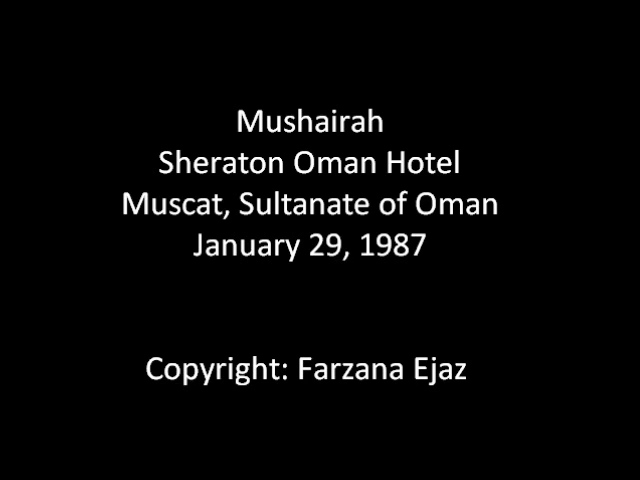 Mushairah
Sheraton Oman Hotel
Muscat, Sultanate of Oman
January 29, 1987
Copyright: Farzana Ejaz